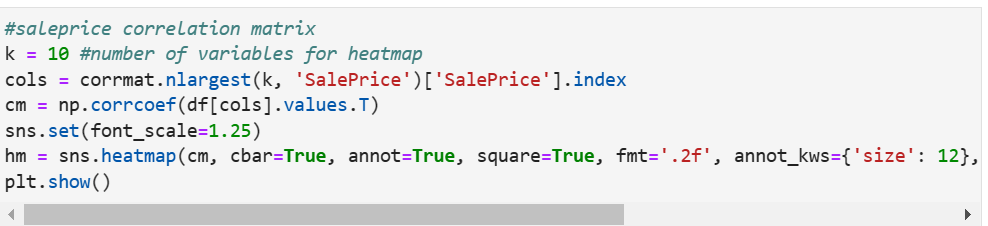 #saleprice correlation matrix
k = 10 #number of variables for heatmap
cols = corrmat.nlargest(k, 'SalePrice')['SalePrice'].index
cm = np.corrcoef(df[cols].values.T)
sns.set(font_scale=1.25)
hm = sns.heatmap(cm, cbar=True, annot=True, square=True, fmt='.2f', annot_kws={'size': 12},
plt.show()